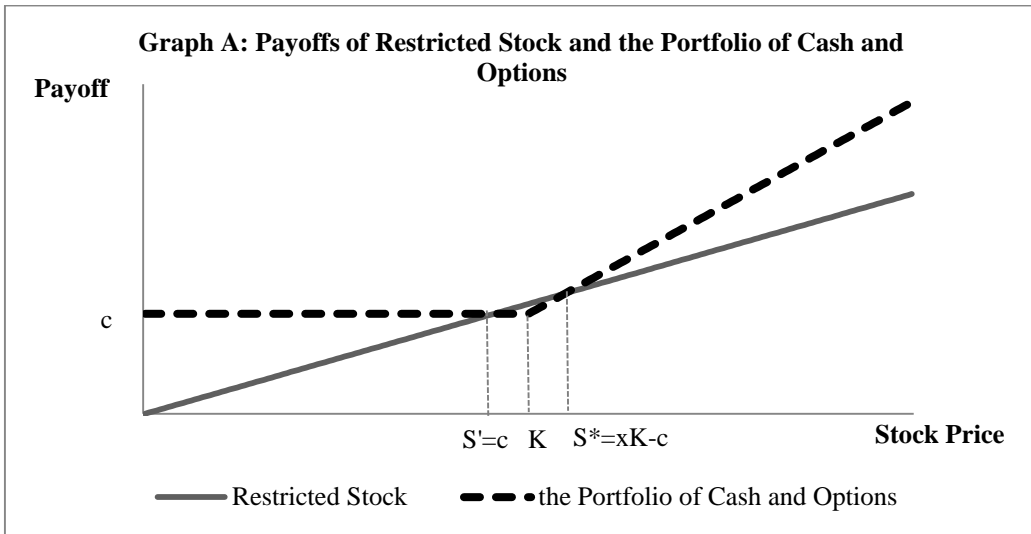 Graph A: Payoffs of Restricted Stock and the Portfolio of Cash and
Options
Payoff
c
S'=c K S*=xK-c
Stock Price
Restricted Stock the Portfolio of Cash and Options